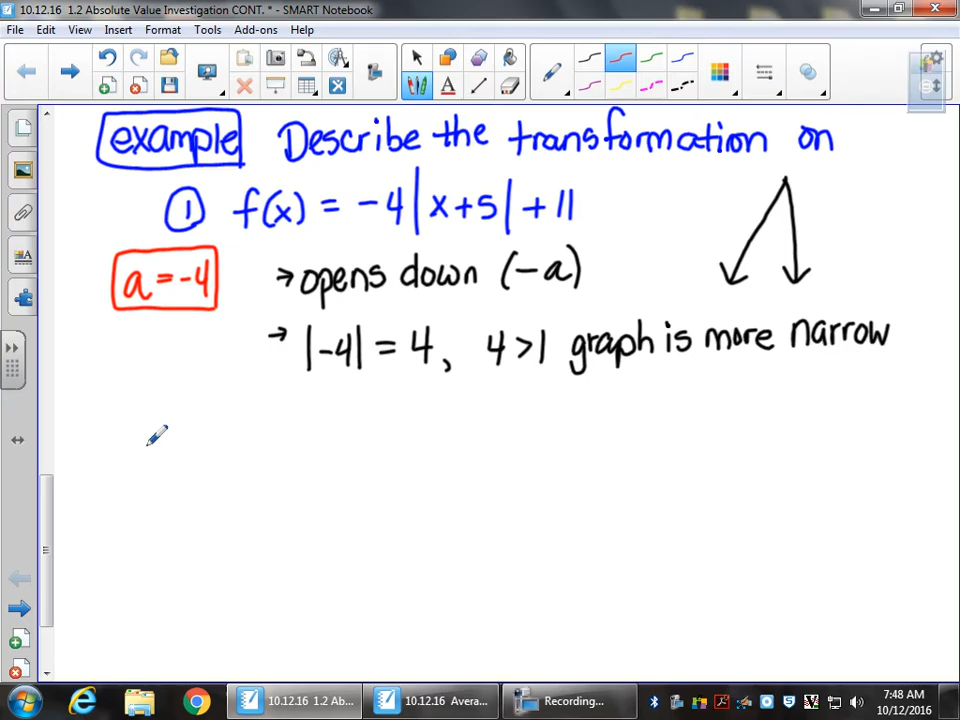 10.12.16 1.2 Absolute Value Investigation CONT. * - SMART Notebook
File Edit View Insert Format Tools Add-ons Help
example Describe the transformation on
① f(x) = -4|x+5| + 11
a = -4 → opens down (-a)
→ |-4| = 4, 4 > 1 graph is more narrow
10.12.16 1.2 Ab... 10.12.16 Avera... Recording...
7:48 AM
10/12/2016